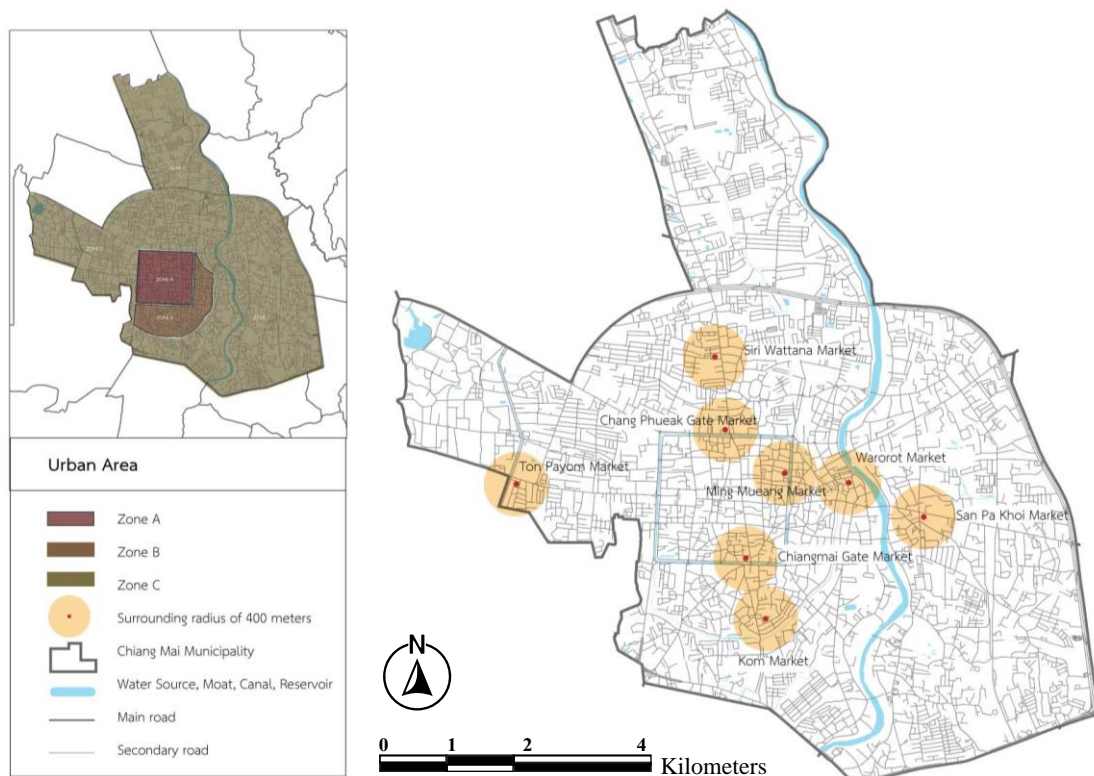 ZONE A
Urban Area
Zone A
Zone B
Zone C
Surrounding radius of 400 meters
Chiang Mai Municipality
Water Source, Moat, Canal, Reservoir
Main road
Secondary road
Siri Wattana Market
Chang Phueak Gate Market
Ton Payom Market
Warorot Market
Ming Mueang Market
San Pa Khoi Market
Chiangmai Gate Market
Kom Market
N
0 1 2 4
Kilometers